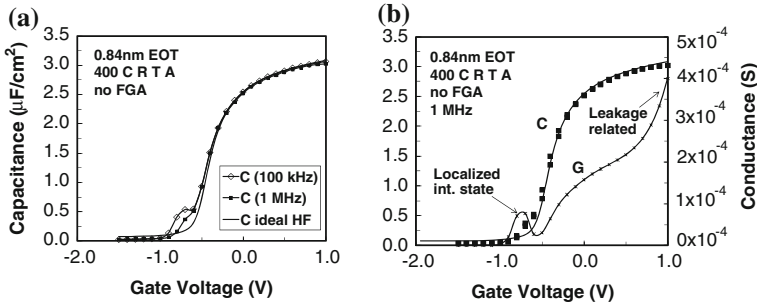 (a)
3.5
3.0
2.5
2.0
1.5
1.0
0.5
0.0
Capacitance (μF/cm²)
0.84nm EOT
400 C R T A
no FGA
C (100 kHz)
C (1 MHz)
C ideal HF
-2.0 -1.0 0.0 1.0
Gate Voltage (V)
(b)
3.5
3.0
2.5
2.0
1.5
1.0
0.5
0.0
0.84nm EOT
400 C R T A
no FGA
1 MHz
C
G
Leakage
related
Localized
int. state
5x10⁻⁴
4x10⁻⁴
3x10⁻⁴
2x10⁻⁴
1x10⁻⁴
0x10⁻⁴
Conductance (S)
-2.0 -1.0 0.0 1.0
Gate Voltage (V)